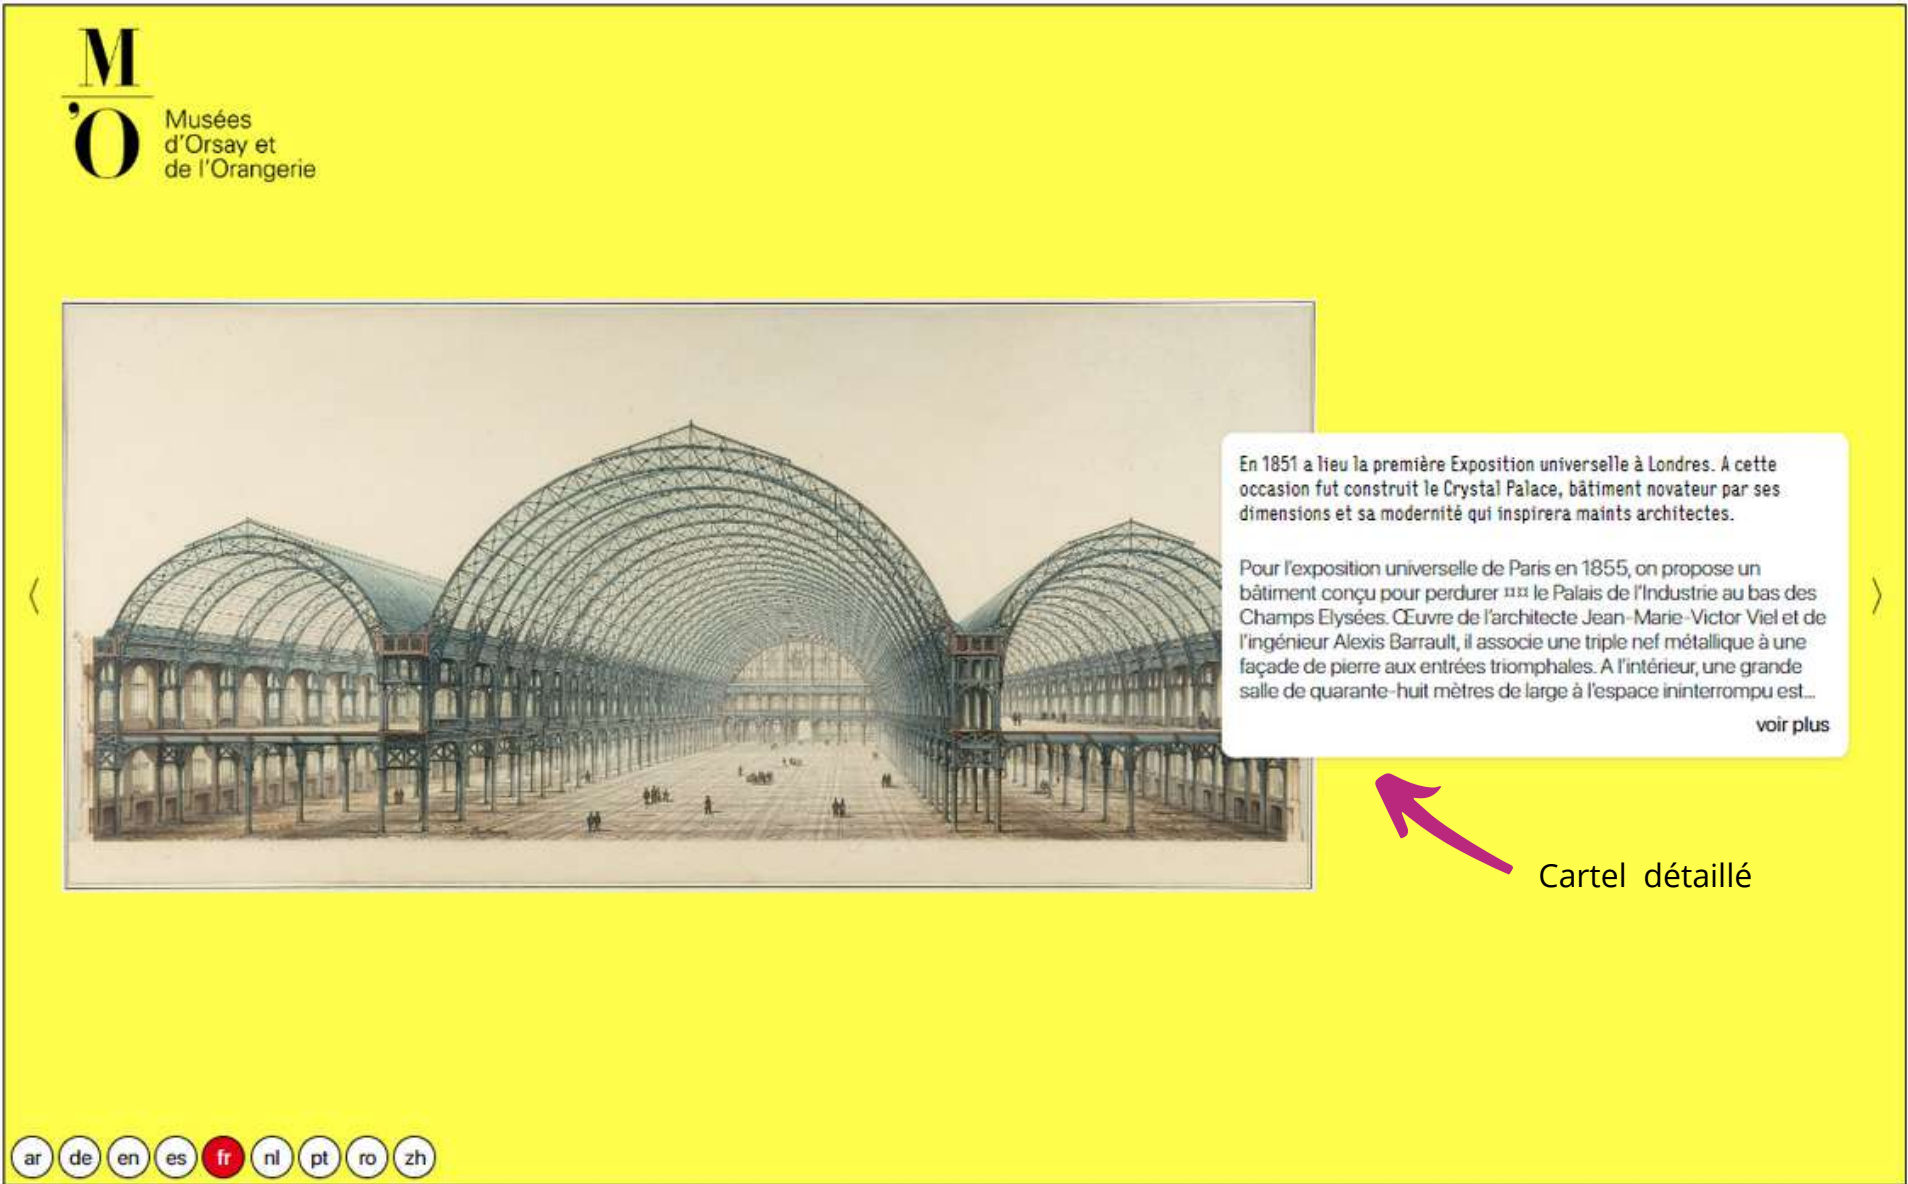 M
'O
Musées
d'Orsay et
de l'Orangerie
En 1851 a lieu la première Exposition universelle à Londres. A cette
occasion fut construit le Crystal Palace, bâtiment novateur par ses
dimensions et sa modernité qui inspirera maints architectes.
Pour l'exposition universelle de Paris en 1855, on propose un
bâtiment conçu pour perdurer ¤¤ le Palais de l'Industrie au bas des
Champs Elysées. Œuvre de l'architecte Jean-Marie-Victor Viel et de
l'ingénieur Alexis Barrault, il associe une triple nef métallique à une
façade de pierre aux entrées triomphales. A l'intérieur, une grande
salle de quarante-huit mètres de large à l'espace ininterrompu est...
voir plus
Cartel détaillé
ar de en es fr nl pt ro zh